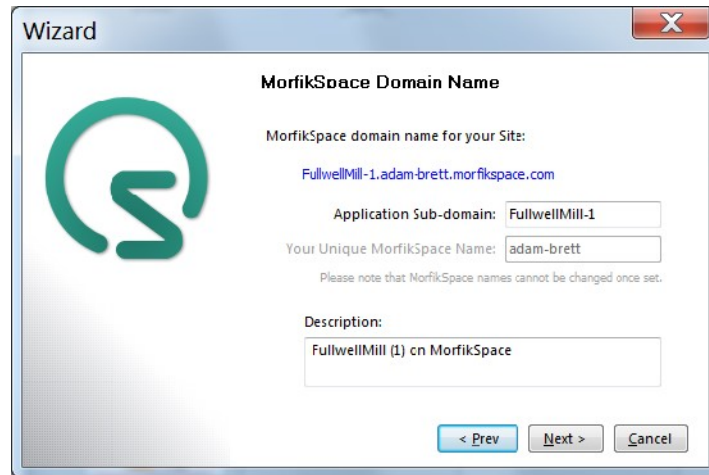 Wizard
MorfikSpace Domain Name
MorfikSpace domain name for your Site:
FullwellMill-1.adam-brett.morfikspace.com
Application Sub-domain: FullwellMill-1
Your Unique MorfikSpace Name: adam-brett
Please note that MorfikSpace names cannot be changed once set.
Description:
FullwellMill (1) on MorfikSpace
< Prev Next > Cancel